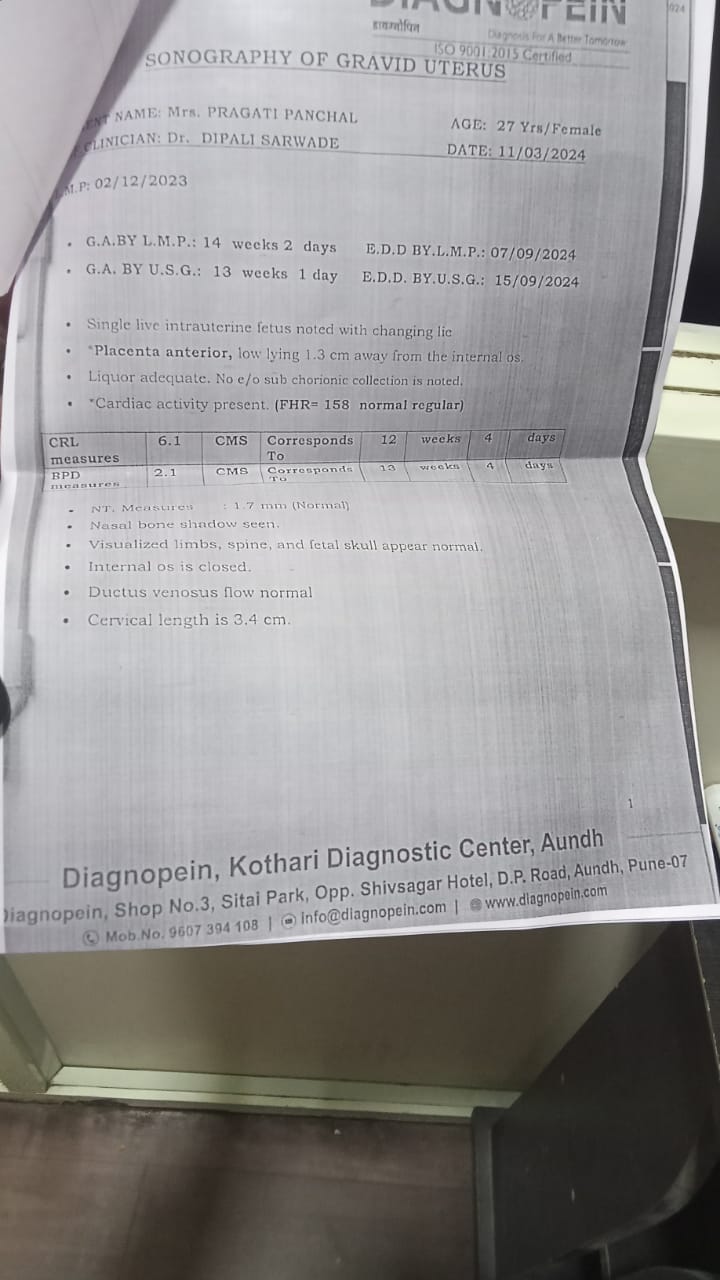 DIAGN PEIN
डायग्नोपिन
Diagnosis For A Better Tomorrow
ISO 9001:2015 Certified
024
SONOGRAPHY OF GRAVID UTERUS
ENT NAME: Mrs. PRAGATI PANCHAL AGE: 27 Yrs/Female
CLINICIAN: Dr. DIPALI SARWADE DATE: 11/03/2024
M.P: 02/12/2023
• G.A.BY L.M.P.: 14 weeks 2 days E.D.D BY.L.M.P.: 07/09/2024
• G.A. BY U.S.G.: 13 weeks 1 day E.D.D. BY.U.S.G.: 15/09/2024
• Single live intrauterine fetus noted with changing lie
• *Placenta anterior, low lying 1.3 cm away from the internal os.
• Liquor adequate. No e/o sub chorionic collection is noted.
• *Cardiac activity present. (FHR= 158 normal regular)
CRL measures 6.1 CMS Corresponds To 12 weeks 4 days
BPD measures 2.1 CMS Corresponds To 13 weeks 4 days
• NT. Measures : 1.7 mm (Normal)
• Nasal bone shadow seen.
• Visualized limbs, spine, and fetal skull appear normal.
• Internal os is closed.
• Ductus venosus flow normal
• Cervical length is 3.4 cm.
1
Diagnopein, Kothari Diagnostic Center, Aundh
Diagnopein, Shop No.3, Sitai Park, Opp. Shivsagar Hotel, D.P. Road, Aundh, Pune-07
Mob.No. 9607 394 108 | info@diagnopein.com | www.diagnopein.com